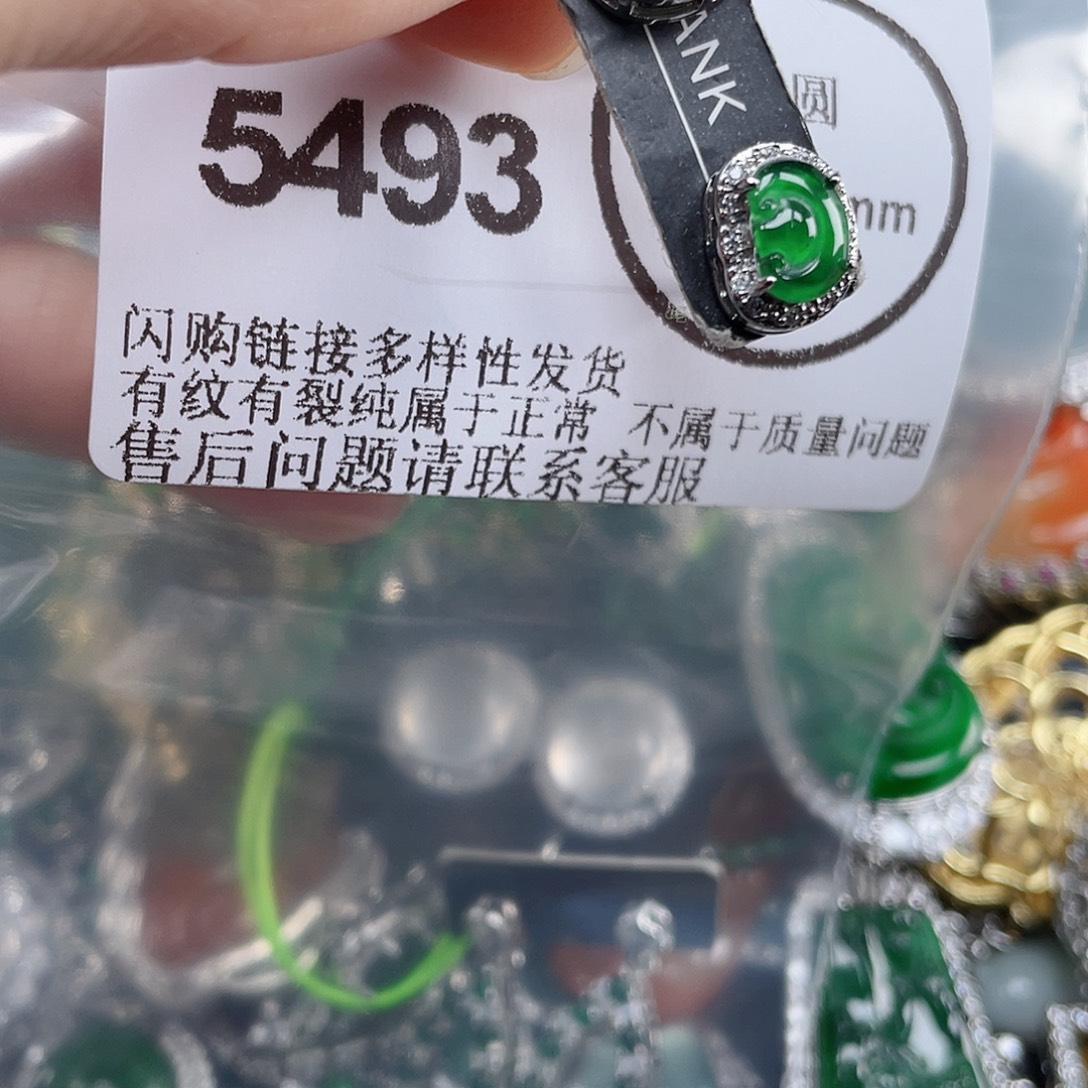 ANK
圆
5493
mm
闪购链接多样性发货
有纹有裂纯属于正常 不属于质量问题
售后问题请联系客服